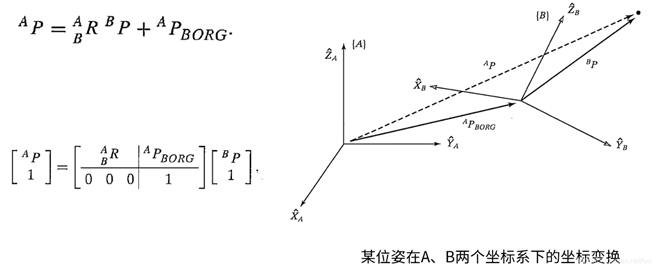 ᴬP = ᴬ_B R ᴮP + ᴬP_BORG.
[ᴬP 1] = [ᴬ_B R ᴬP_BORG 0 0 0 1] [ᴮP 1],
{A}
Ẑ_A
ᴬP
{B}
Ẑ_B
ᴮP
X̂_B
ᴬP_BORG
Ŷ_A
Ŷ_B
X̂_A
某位姿在A、B两个坐标系下的坐标变换